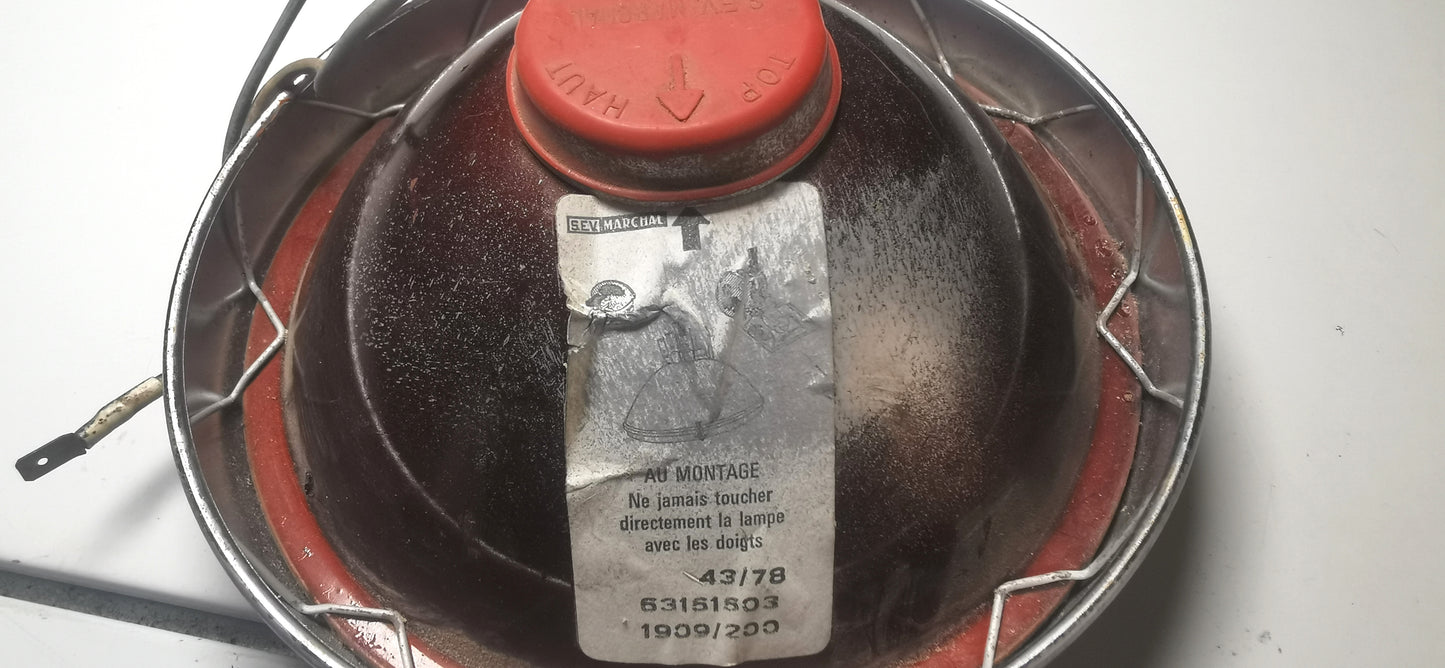 S.E.V. MARCHAL
HAUT TOP
S.E.V. MARCHAL
AU MONTAGE
Ne jamais toucher
directement la lampe
avec les doigts
43/78
63151803
1909/200